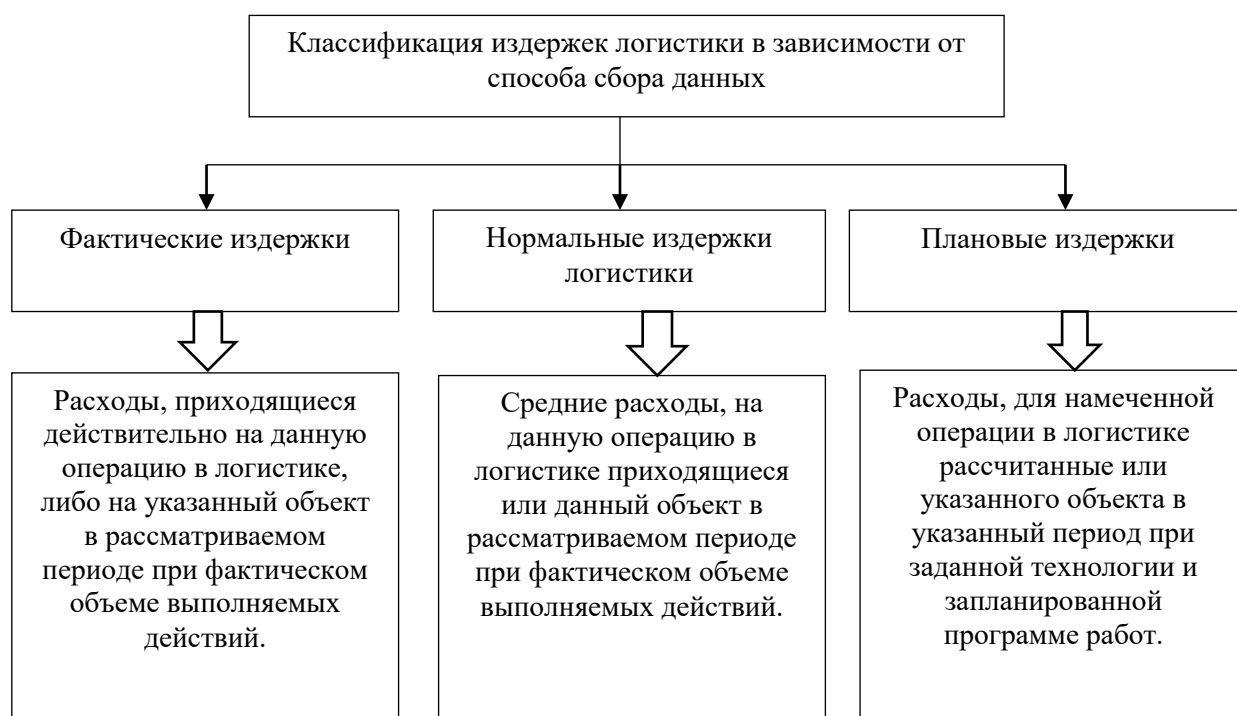 Классификация издержек логистики в зависимости от
способа сбора данных
Фактические издержки
Нормальные издержки
логистики
Плановые издержки
Расходы, приходящиеся
действительно на данную
операцию в логистике,
либо на указанный объект
в рассматриваемом
периоде при фактическом
объеме выполняемых
действий.
Средние расходы, на
данную операцию в
логистике приходящиеся
или данный объект в
рассматриваемом периоде
при фактическом объеме
выполняемых действий.
Расходы, для намеченной
операции в логистике
рассчитанные или
указанного объекта в
указанный период при
заданной технологии и
запланированной
программе работ.